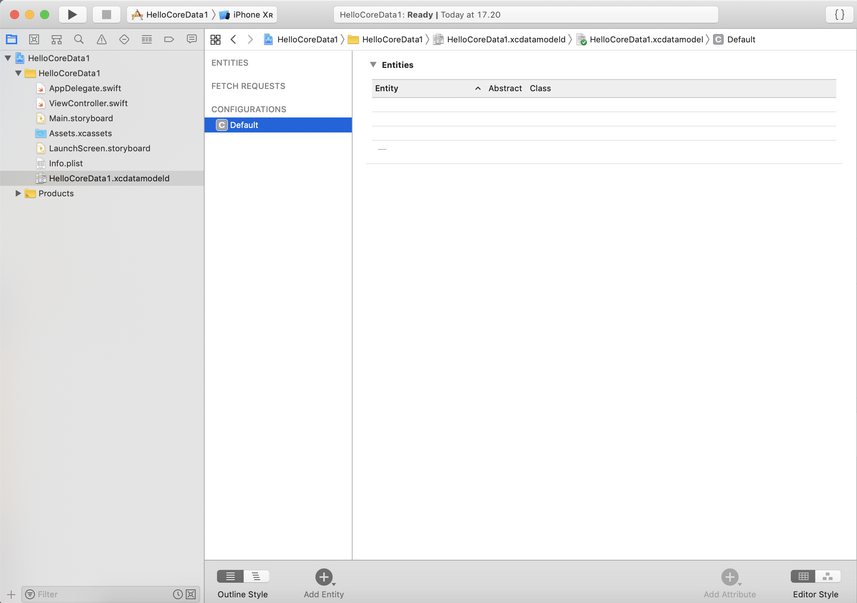 HelloCoreData1 〉 iPhone XR
HelloCoreData1: Ready | Today at 17.20
{ }
HelloCoreData1 〉 HelloCoreData1 〉 HelloCoreData1.xcdatamodeld 〉 HelloCoreData1.xcdatamodel 〉 C Default
HelloCoreData1
HelloCoreData1
AppDelegate.swift
ViewController.swift
Main.storyboard
Assets.xcassets
LaunchScreen.storyboard
Info.plist
HelloCoreData1.xcdatamodeld
Products
ENTITIES
FETCH REQUESTS
CONFIGURATIONS
C Default
Entities
Entity Abstract Class
Filter
Outline Style
Add Entity
Add Attribute
Editor Style